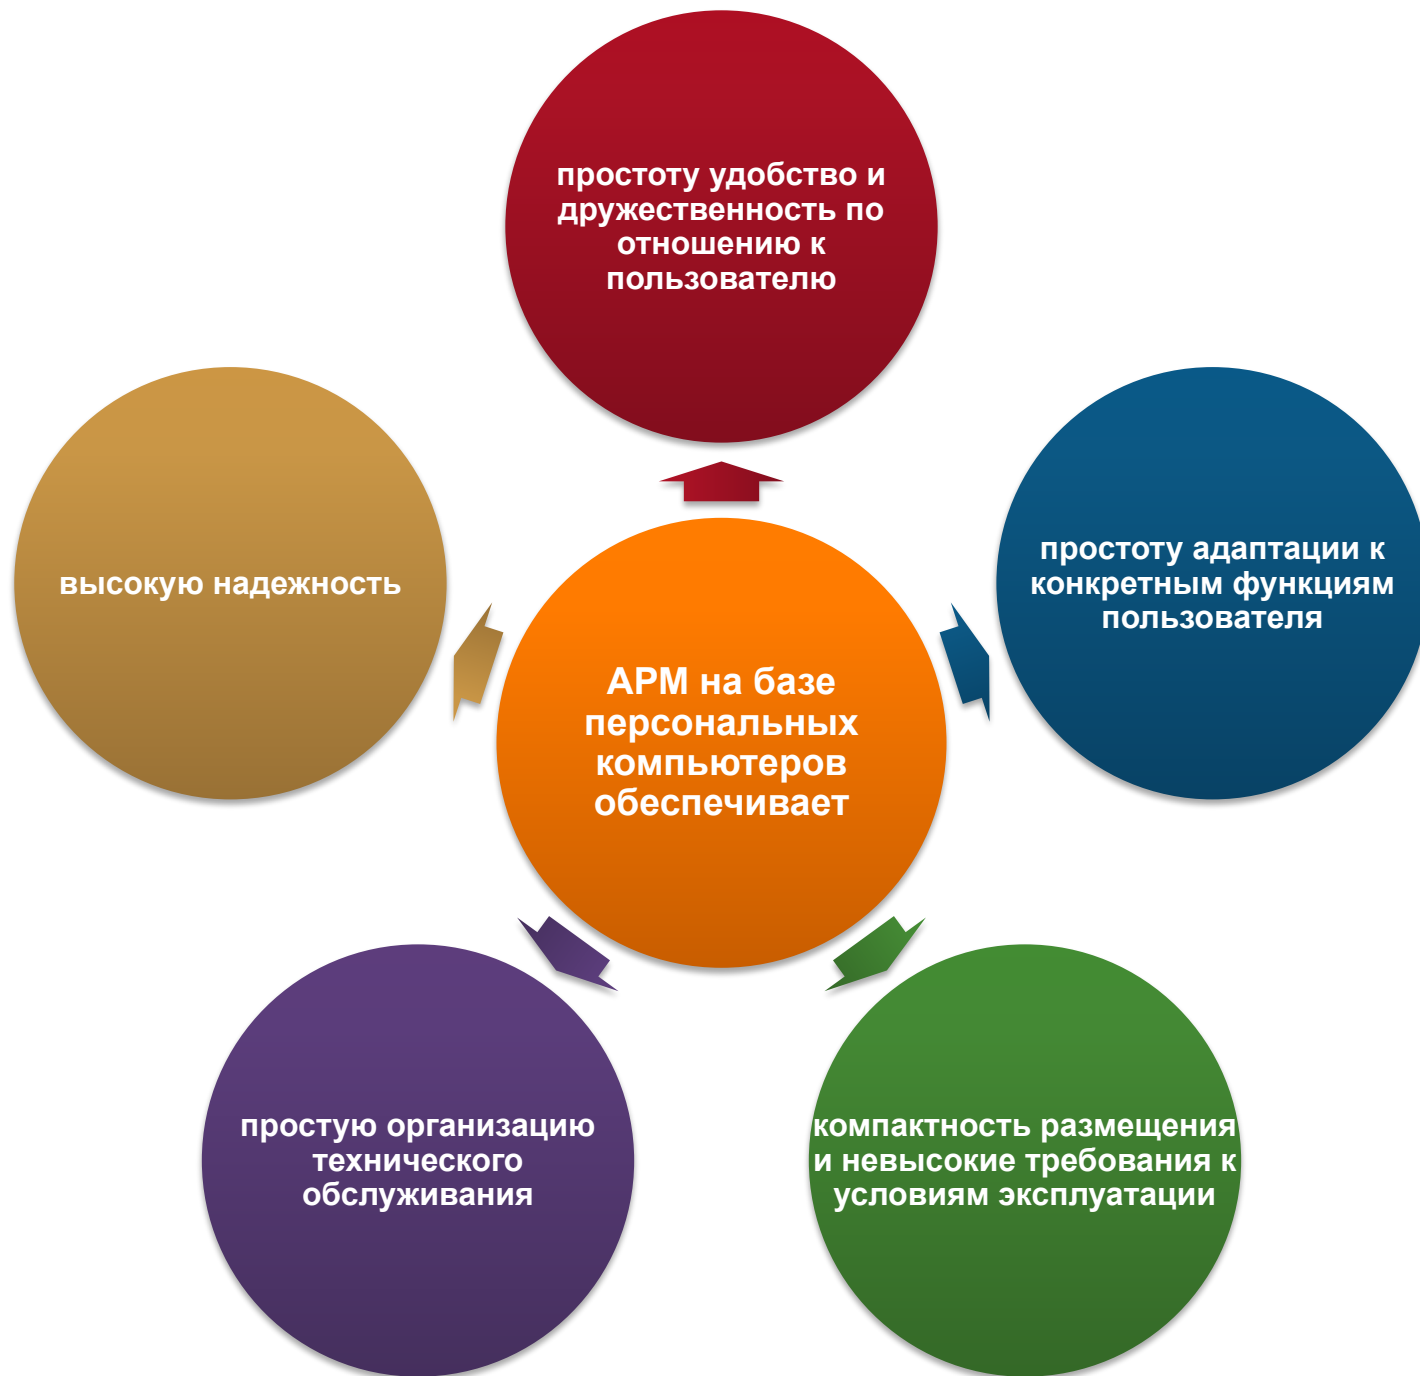 простоту удобство и
дружественность по
отношению к
пользователю
высокую надежность
простоту адаптации к
конкретным функциям
пользователя
АРМ на базе
персональных
компьютеров
обеспечивает
простую организацию
технического
обслуживания
компактность размещения
и невысокие требования к
условиям эксплуатации